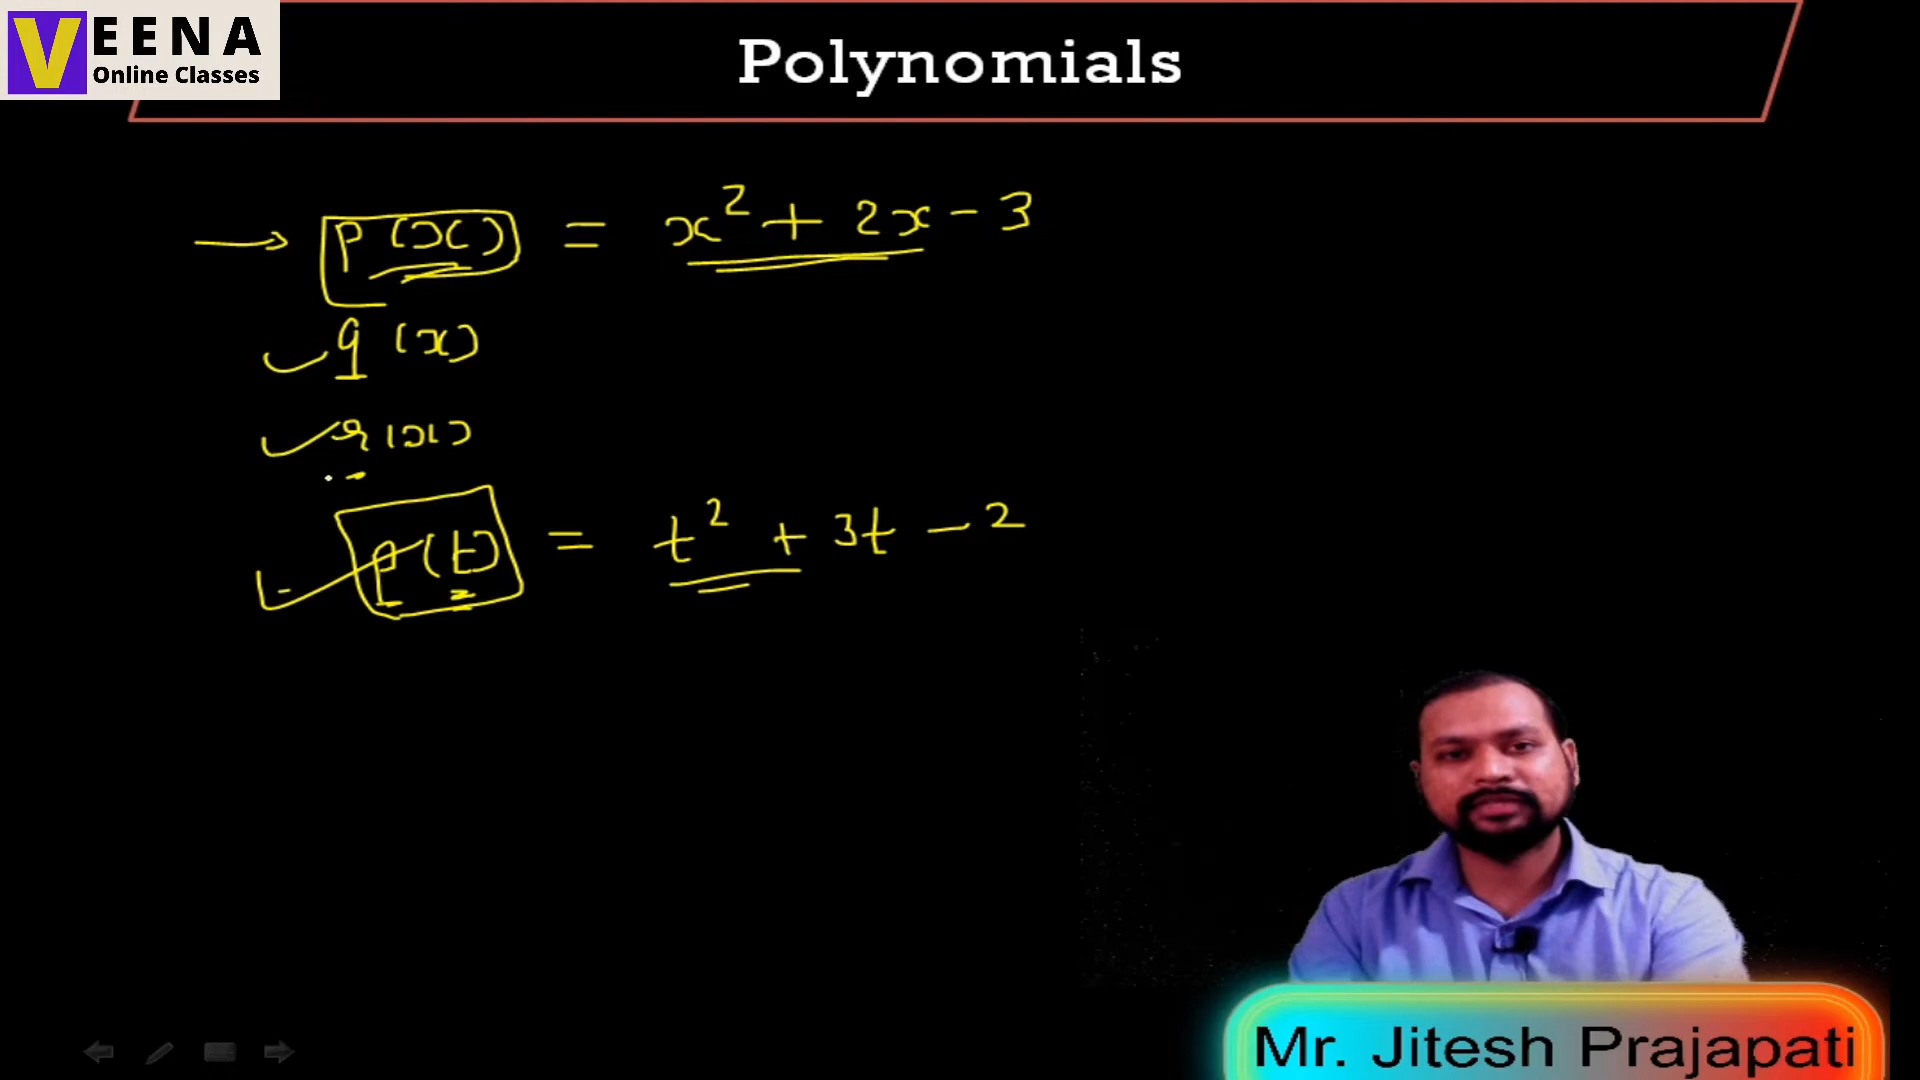 VEENA
Online Classes
Polynomials
p(x) = x² + 2x - 3
q(x)
r(x)
p(t) = t² + 3t - 2
Mr. Jitesh Prajapati